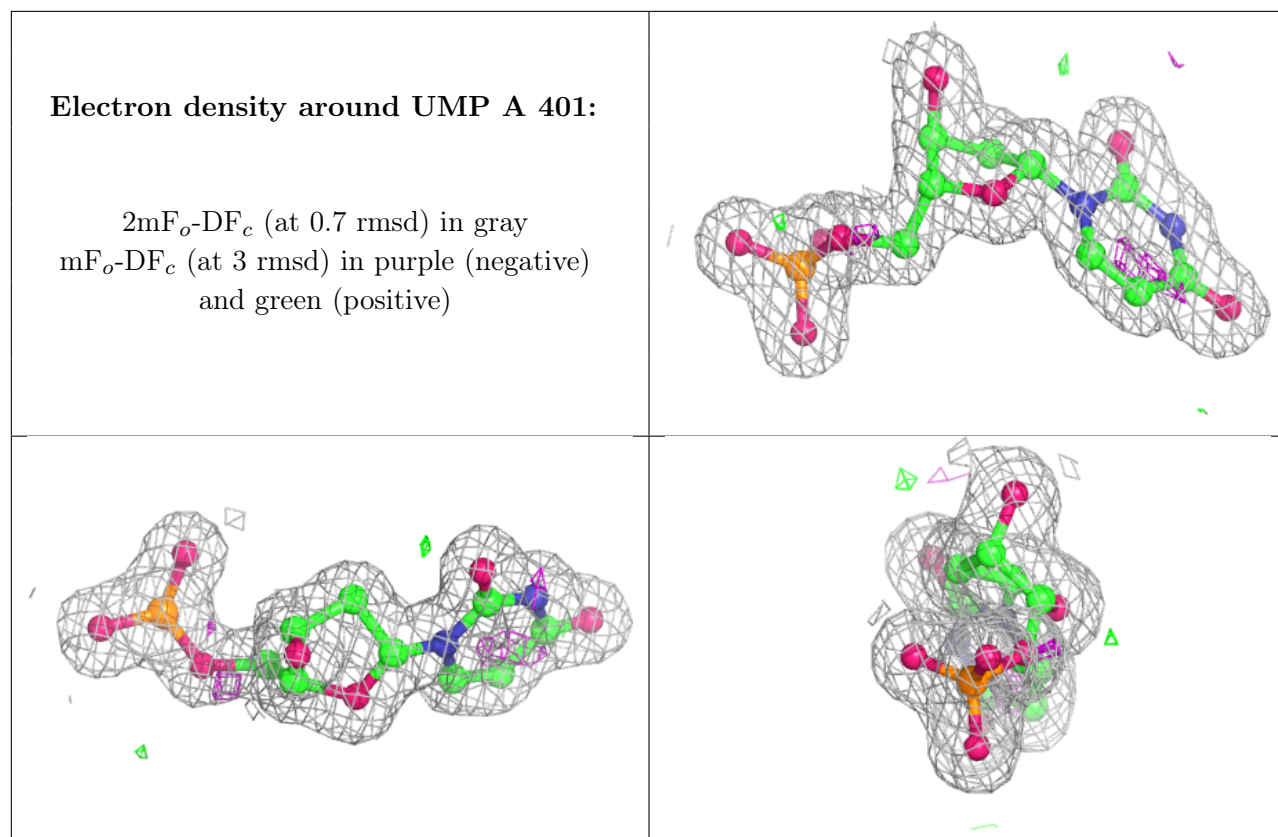 Electron density around UMP A 401:
2mFo-DFc (at 0.7 rmsd) in gray
mFo-DFc (at 3 rmsd) in purple (negative)
and green (positive)